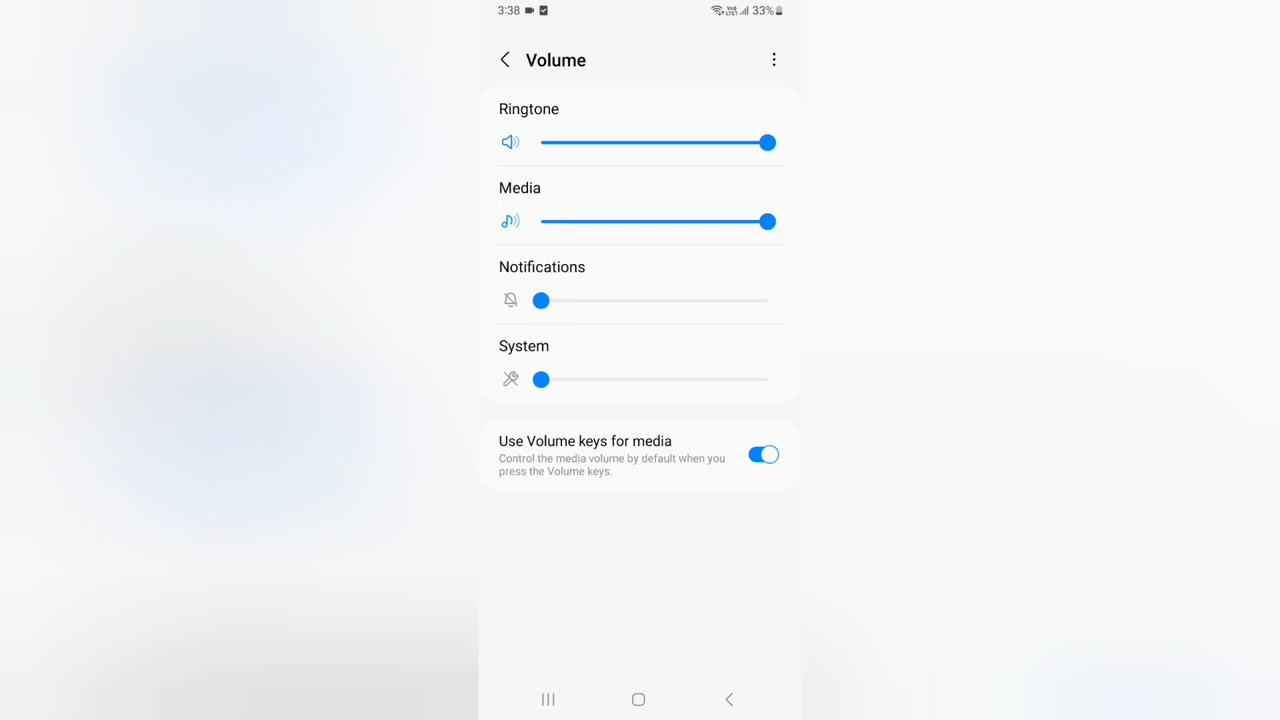 3:38 33%
Volume
Ringtone
Media
Notifications
System
Use Volume keys for media
Control the media volume by default when you
press the Volume keys.